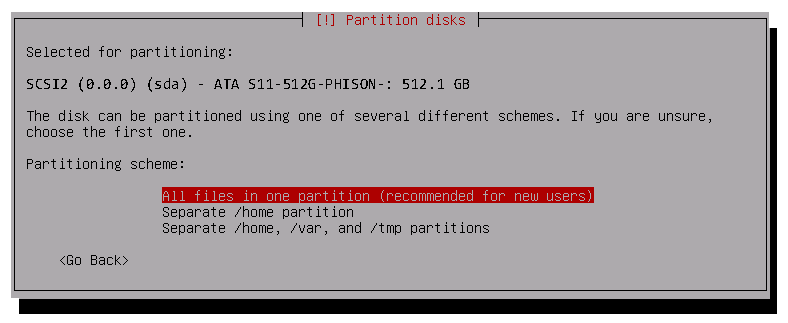 [!] Partition disks
Selected for partitioning:
SCSI2 (0.0.0) (sda) - ATA S11-512G-PHISON-: 512.1 GB
The disk can be partitioned using one of several different schemes. If you are unsure,
choose the first one.
Partitioning scheme:
All files in one partition (recommended for new users)
Separate /home partition
Separate /home, /var, and /tmp partitions
<Go Back>